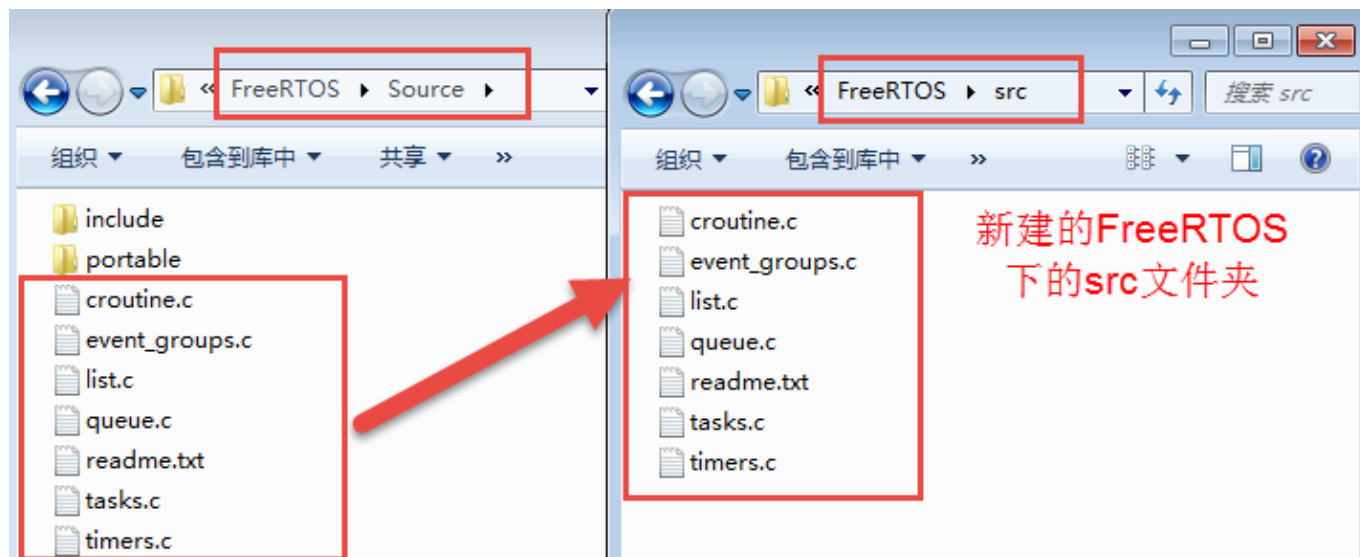 « FreeRTOS ▸ Source ▸
组织 ▼ 包含到库中 ▼ 共享 ▼ »
include
portable
croutine.c
event_groups.c
list.c
queue.c
readme.txt
tasks.c
timers.c
« FreeRTOS ▸ src
搜索 src
组织 ▼ 包含到库中 ▼ »
croutine.c
event_groups.c
list.c
queue.c
readme.txt
tasks.c
timers.c
新建的FreeRTOS
下的src文件夹